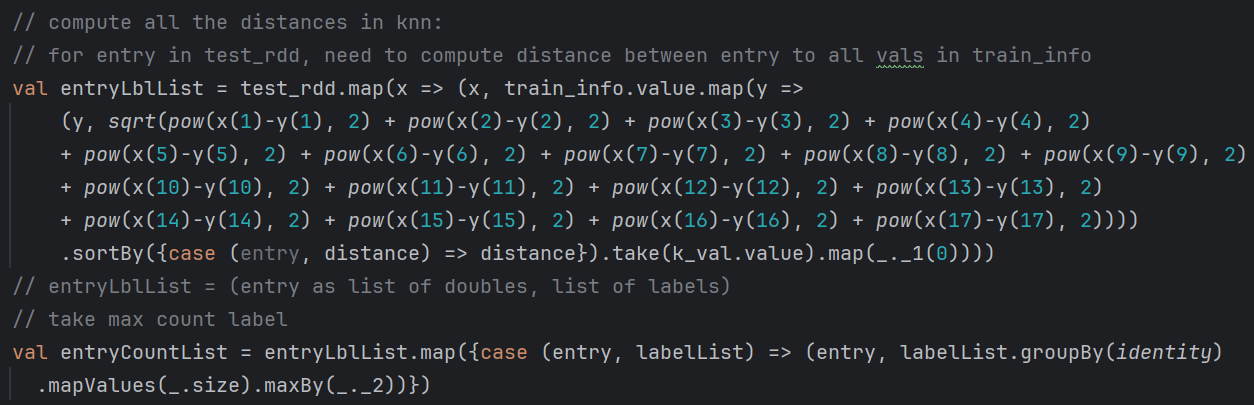 // compute all the distances in knn:
// for entry in test_rdd, need to compute distance between entry to all vals in train_info
val entryLblList = test_rdd.map(x => (x, train_info.value.map(y =>
(y, sqrt(pow(x(1)-y(1), 2) + pow(x(2)-y(2), 2) + pow(x(3)-y(3), 2) + pow(x(4)-y(4), 2)
+ pow(x(5)-y(5), 2) + pow(x(6)-y(6), 2) + pow(x(7)-y(7), 2) + pow(x(8)-y(8), 2) + pow(x(9)-y(9), 2)
+ pow(x(10)-y(10), 2) + pow(x(11)-y(11), 2) + pow(x(12)-y(12), 2) + pow(x(13)-y(13), 2)
+ pow(x(14)-y(14), 2) + pow(x(15)-y(15), 2) + pow(x(16)-y(16), 2) + pow(x(17)-y(17), 2))))
.sortBy({case (entry, distance) => distance}).take(k_val.value).map(_._1(0))))
// entryLblList = (entry as list of doubles, list of labels)
// take max count label
val entryCountList = entryLblList.map({case (entry, labelList) => (entry, labelList.groupBy(identity)
.mapValues(_.size).maxBy(_._2))})